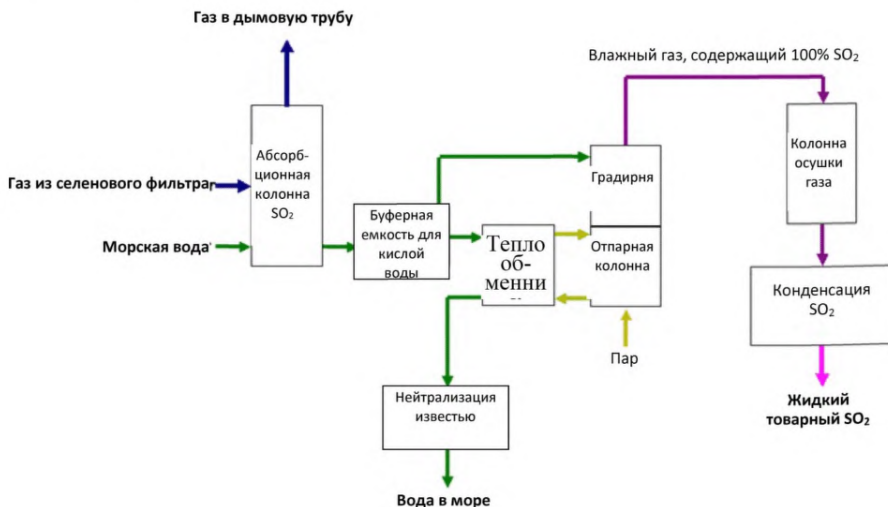 Газ в дымовую трубу
Влажный газ, содержащий 100% SO₂
Абсорб-
ционная
колонна
SO₂
Газ из селенового фильтра
Морская вода
Буферная
емкость для
кислой
воды
Тепло
об-
менни
Градирня
Отпарная
колонна
Пар
Колонна
осушки
газа
Конденсация
SO₂
Жидкий
товарный SO₂
Нейтрализация
известью
Вода в море